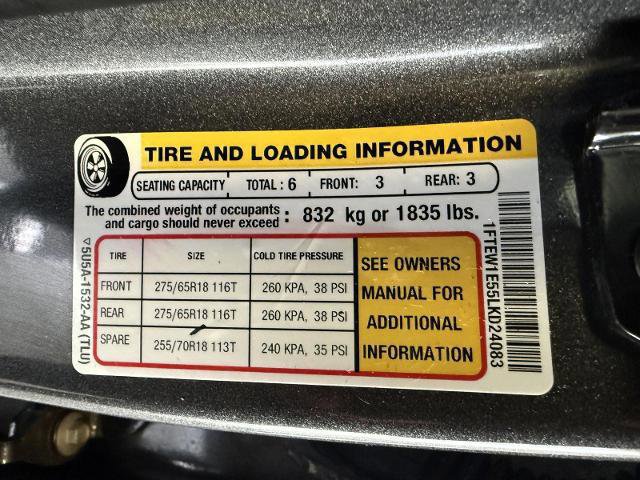 TIRE AND LOADING INFORMATION
SEATING CAPACITY TOTAL : 6 FRONT: 3 REAR: 3
The combined weight of occupants
and cargo should never exceed : 832 kg or 1835 lbs.
TIRE SIZE COLD TIRE PRESSURE
FRONT 275/65R18 116T 260 KPA, 38 PSI
REAR 275/65R18 116T 260 KPA, 38 PSI
SPARE 255/70R18 113T 240 KPA, 35 PSI
SEE OWNERS
MANUAL FOR
ADDITIONAL
INFORMATION
5U5A-1532-AA (TLU)
1FTEW1E55LKD24083